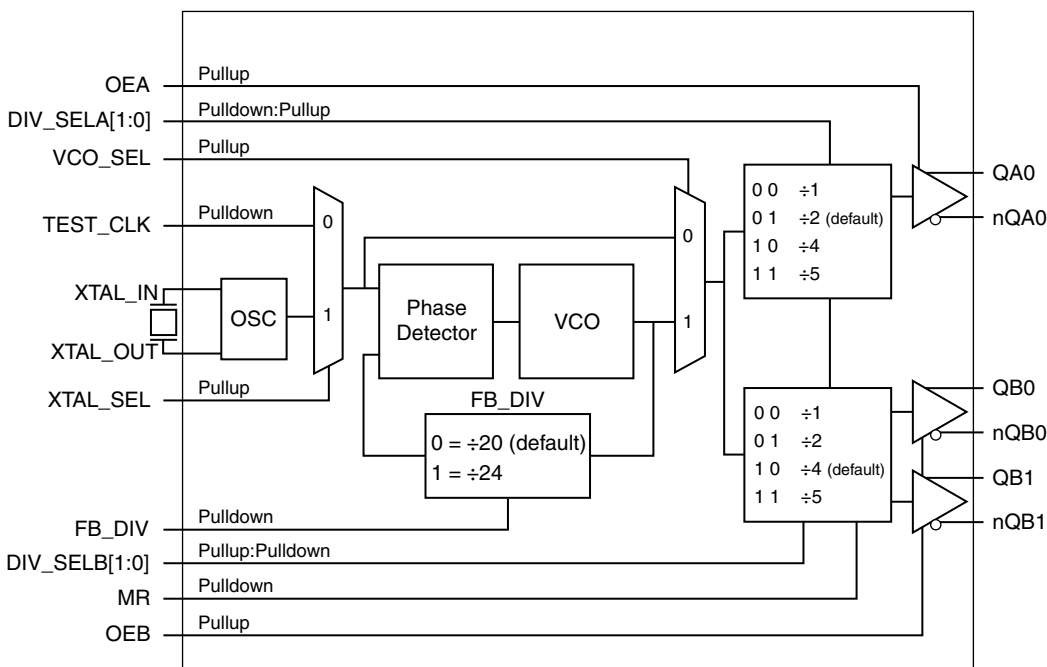 OEA
Pullup
DIV_SELA[1:0]
Pulldown:Pullup
VCO_SEL
Pullup
TEST_CLK
Pulldown
0
1
XTAL_IN
OSC
XTAL_OUT
XTAL_SEL
Pullup
Phase
Detector
VCO
0
1
FB_DIV
0 = ÷20 (default)
1 = ÷24
0 0 ÷1
0 1 ÷2 (default)
1 0 ÷4
1 1 ÷5
QA0
nQA0
0 0 ÷1
0 1 ÷2
1 0 ÷4 (default)
1 1 ÷5
QB0
nQB0
QB1
nQB1
FB_DIV
Pulldown
DIV_SELB[1:0]
Pullup:Pulldown
MR
Pulldown
OEB
Pullup